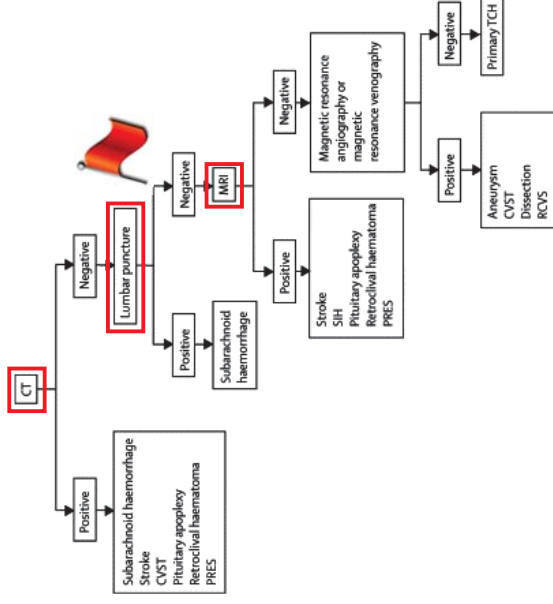 CT
Positive
Negative
Subarachnoid haemorrhage
Stroke
CVST
Pituitary apoplexy
Retroclival haematoma
PRES
Lumbar puncture
Positive
Negative
Subarachnoid
haemorrhage
MRI
Positive
Negative
Stroke
SIH
Pituitary apoplexy
Retroclival haematoma
PRES
Magnetic resonance
angiography or
magnetic
resonance venography
Positive
Negative
Aneurysm
CVST
Dissection
RCVS
Primary TCH